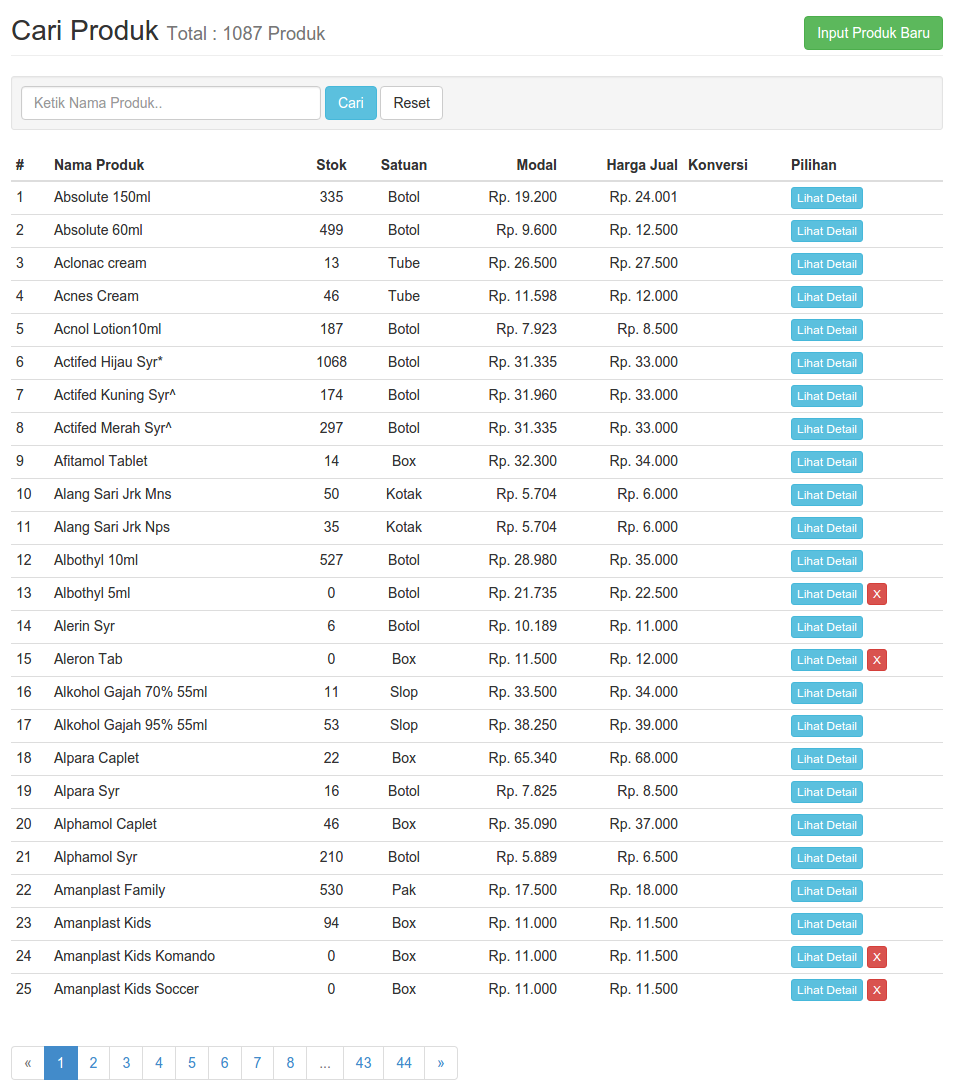 Cari Produk Total : 1087 Produk
Input Produk Baru
Ketik Nama Produk.. Cari Reset
# Nama Produk Stok Satuan Modal Harga Jual Konversi Pilihan
1 Absolute 150ml 335 Botol Rp. 19.200 Rp. 24.001 Lihat Detail
2 Absolute 60ml 499 Botol Rp. 9.600 Rp. 12.500 Lihat Detail
3 Aclonac cream 13 Tube Rp. 26.500 Rp. 27.500 Lihat Detail
4 Acnes Cream 46 Tube Rp. 11.598 Rp. 12.000 Lihat Detail
5 Acnol Lotion10ml 187 Botol Rp. 7.923 Rp. 8.500 Lihat Detail
6 Actifed Hijau Syr* 1068 Botol Rp. 31.335 Rp. 33.000 Lihat Detail
7 Actifed Kuning Syr^ 174 Botol Rp. 31.960 Rp. 33.000 Lihat Detail
8 Actifed Merah Syr^ 297 Botol Rp. 31.335 Rp. 33.000 Lihat Detail
9 Afitamol Tablet 14 Box Rp. 32.300 Rp. 34.000 Lihat Detail
10 Alang Sari Jrk Mns 50 Kotak Rp. 5.704 Rp. 6.000 Lihat Detail
11 Alang Sari Jrk Nps 35 Kotak Rp. 5.704 Rp. 6.000 Lihat Detail
12 Albothyl 10ml 527 Botol Rp. 28.980 Rp. 35.000 Lihat Detail
13 Albothyl 5ml 0 Botol Rp. 21.735 Rp. 22.500 Lihat Detail X
14 Alerin Syr 6 Botol Rp. 10.189 Rp. 11.000 Lihat Detail
15 Aleron Tab 0 Box Rp. 11.500 Rp. 12.000 Lihat Detail X
16 Alkohol Gajah 70% 55ml 11 Slop Rp. 33.500 Rp. 34.000 Lihat Detail
17 Alkohol Gajah 95% 55ml 53 Slop Rp. 38.250 Rp. 39.000 Lihat Detail
18 Alpara Caplet 22 Box Rp. 65.340 Rp. 68.000 Lihat Detail
19 Alpara Syr 16 Botol Rp. 7.825 Rp. 8.500 Lihat Detail
20 Alphamol Caplet 46 Box Rp. 35.090 Rp. 37.000 Lihat Detail
21 Alphamol Syr 210 Botol Rp. 5.889 Rp. 6.500 Lihat Detail
22 Amanplast Family 530 Pak Rp. 17.500 Rp. 18.000 Lihat Detail
23 Amanplast Kids 94 Box Rp. 11.000 Rp. 11.500 Lihat Detail
24 Amanplast Kids Komando 0 Box Rp. 11.000 Rp. 11.500 Lihat Detail X
25 Amanplast Kids Soccer 0 Box Rp. 11.000 Rp. 11.500 Lihat Detail X
« 1 2 3 4 5 6 7 8 ... 43 44 »